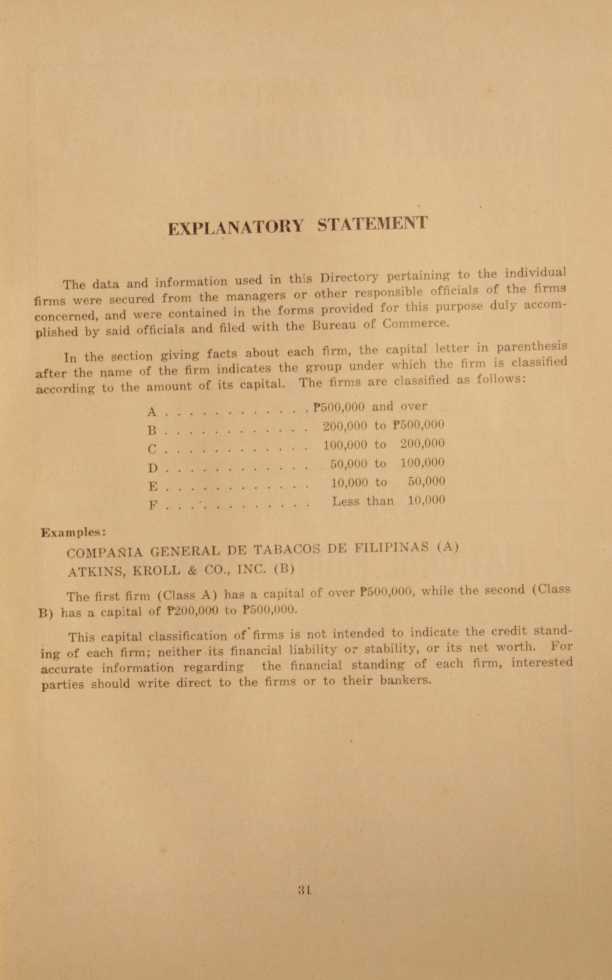 EXPLANATORY STATEMENT
The data and information used in this Directory pertaining to the individual
firms were secured from the managers or other responsible officials of the firms
concerned, and were contained in the forms provided for this purpose duly accom-
plished by said officials and filed with the Bureau of Commerce.
In the section giving facts about each firm, the capital letter in parenthesis
after the name of the firm indicates the group under which the firm is classified
according to the amount of its capital. The firms are classified as follows:
A . . . . . . . . . . . . ₱500,000 and over
B . . . . . . . . . . . . 200,000 to ₱500,000
C . . . . . . . . . . . . 100,000 to 200,000
D . . . . . . . . . . . . 50,000 to 100,000
E . . . . . . . . . . . . 10,000 to 50,000
F . . . . . . . . . . . . Less than 10,000
Examples:
COMPAÑIA GENERAL DE TABACOS DE FILIPINAS (A)
ATKINS, KROLL & CO., INC. (B)
The first firm (Class A) has a capital of over ₱500,000, while the second (Class
B) has a capital of ₱200,000 to ₱500,000.
This capital classification of firms is not intended to indicate the credit stand-
ing of each firm; neither its financial liability or stability, or its net worth. For
accurate information regarding the financial standing of each firm, interested
parties should write direct to the firms or to their bankers.
31